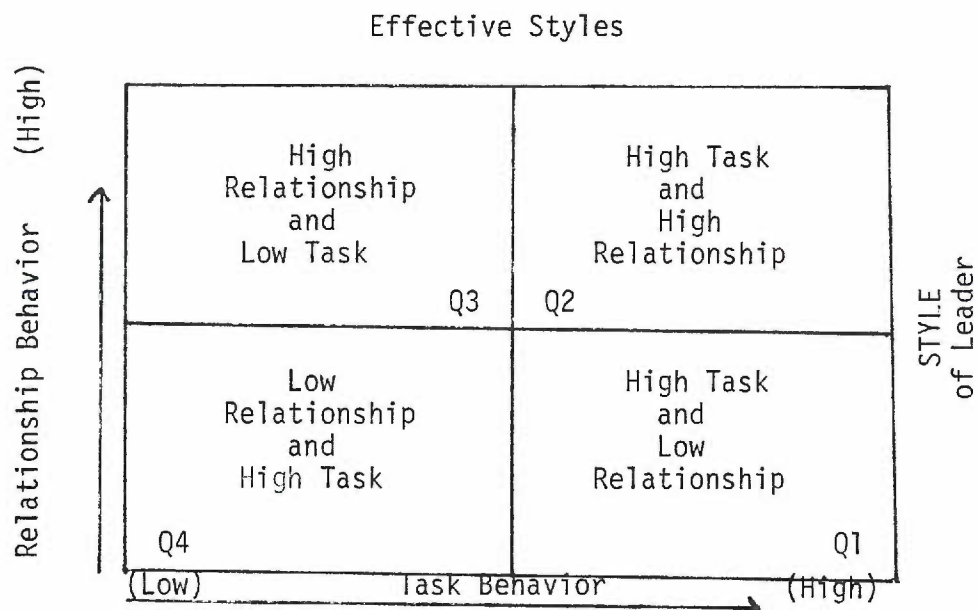 Effective Styles
Relationship Behavior (High)
High
Relationship
and
Low Task
Q3
High Task
and
High
Relationship
Q2
Low
Relationship
and
High Task
Q4
High Task
and
Low
Relationship
Q1
STYLE
of Leader
(Low) Task Behavior (High)